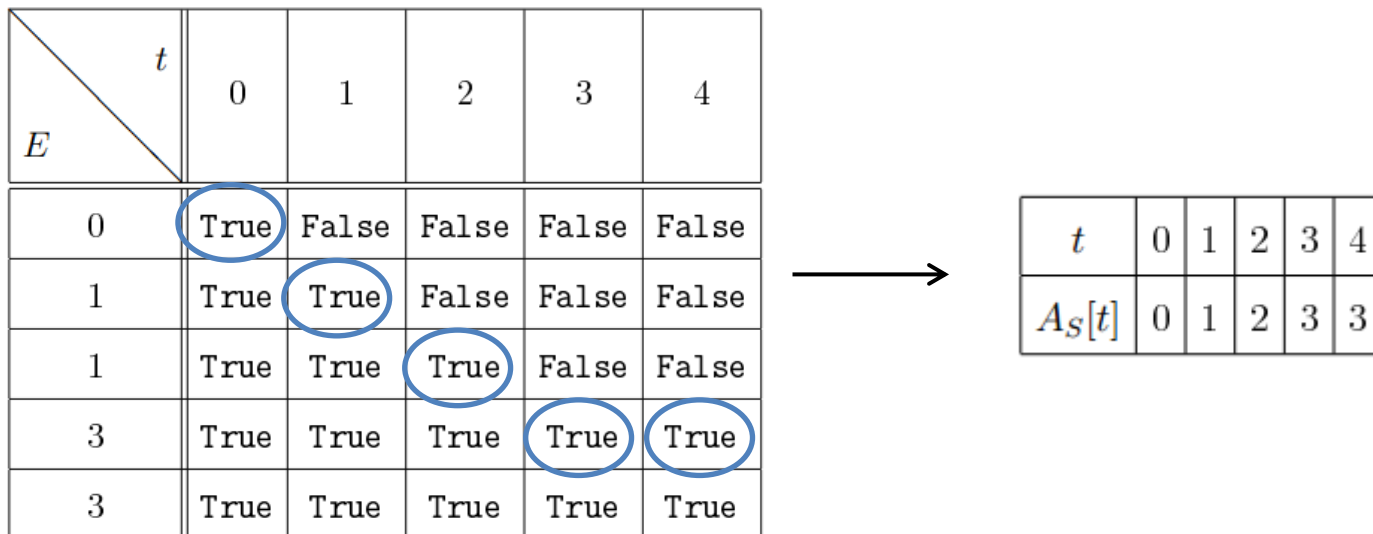 t
E
0 1 2 3 4
0 True False False False False
1 True True False False False
1 True True True False False
3 True True True True True
3 True True True True True
t 0 1 2 3 4
A_S[t] 0 1 2 3 3